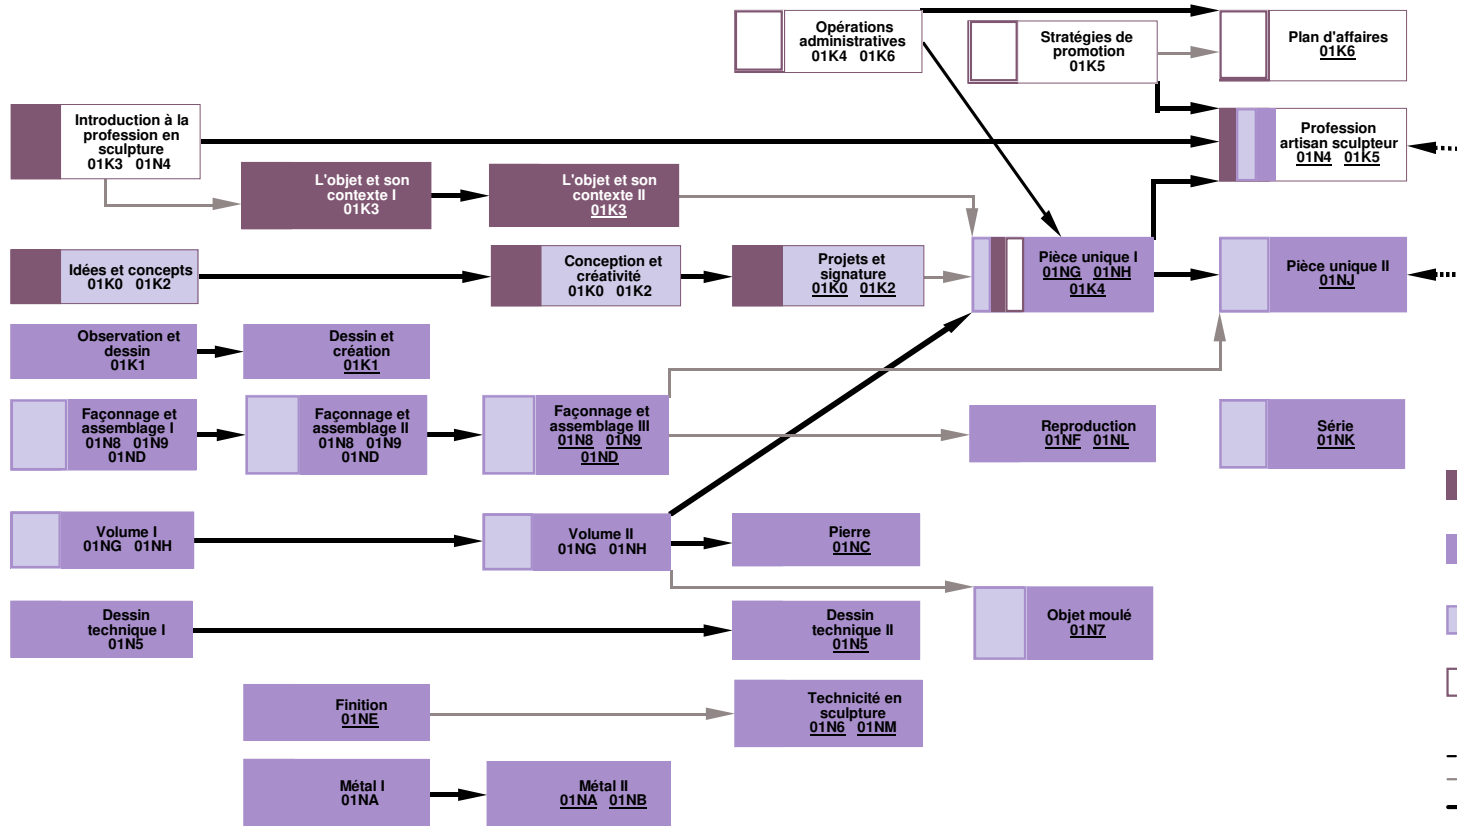 Opérations
administratives
01K4 01K6
Stratégies de
promotion
01K5
Plan d'affaires
01K6
Introduction à la
profession en
sculpture
01K3 01N4
Profession
artisan sculpteur
01N4 01K5
L'objet et son
contexte I
01K3
L'objet et son
contexte II
01K3
Idées et concepts
01K0 01K2
Conception et
créativité
01K0 01K2
Projets et
signature
01K0 01K2
Pièce unique I
01NG 01NH
01K4
Pièce unique II
01NJ
Observation et
dessin
01K1
Dessin et
création
01K1
Façonnage et
assemblage I
01N8 01N9
01ND
Façonnage et
assemblage II
01N8 01N9
01ND
Façonnage et
assemblage III
01N8 01N9
01ND
Reproduction
01NF 01NL
Série
01NK
Volume I
01NG 01NH
Volume II
01NG 01NH
Pierre
01NC
Dessin
technique I
01N5
Dessin
technique II
01N5
Objet moulé
01N7
Finition
01NE
Technicité en
sculpture
01N6 01NM
Métal I
01NA
Métal II
01NA 01NB